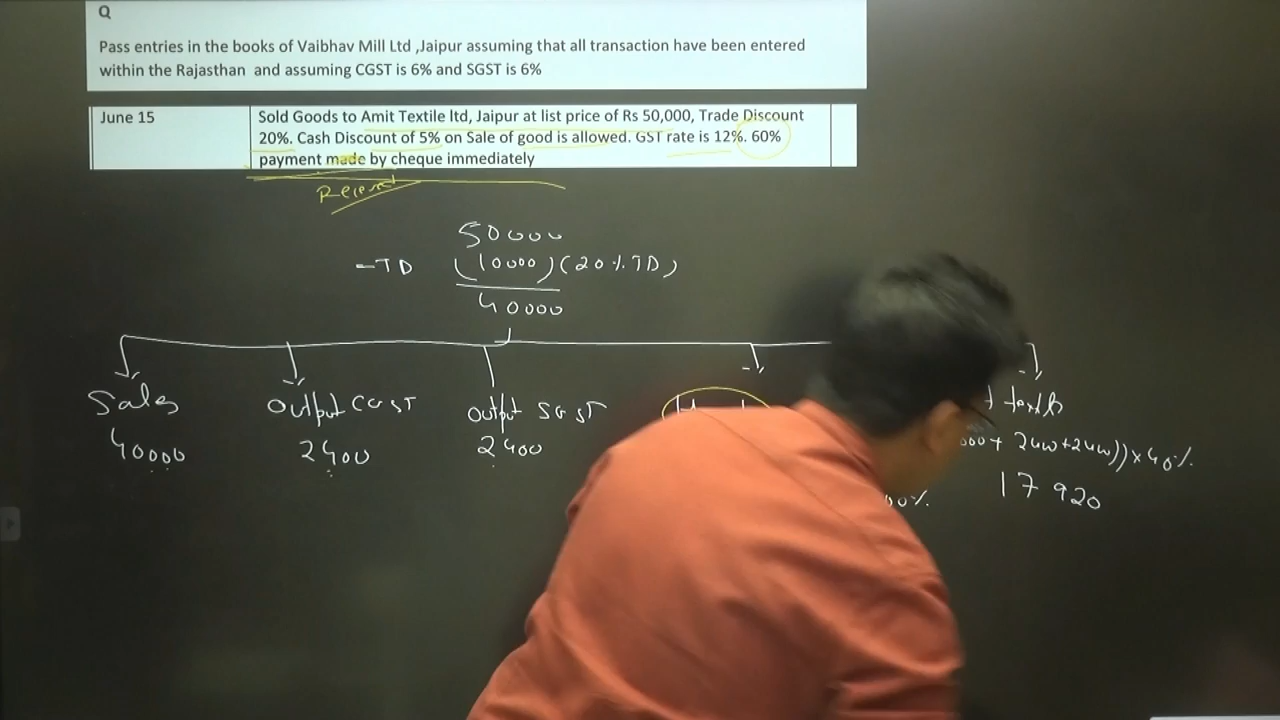 Q
Pass entries in the books of Vaibhav Mill Ltd ,Jaipur assuming that all transaction have been entered
within the Rajasthan and assuming CGST is 6% and SGST is 6%
June 15
Sold Goods to Amit Textile ltd, Jaipur at list price of Rs 50,000, Trade Discount
20%. Cash Discount of 5% on Sale of good is allowed. GST rate is 12%. 60%
payment made by cheque immediately
50000
-TD (10000) (20% TD)
40000
Sales
40000
output CGST
2400
output SGST
2400
000 + 2400+2400)) x 40%
17920
00%